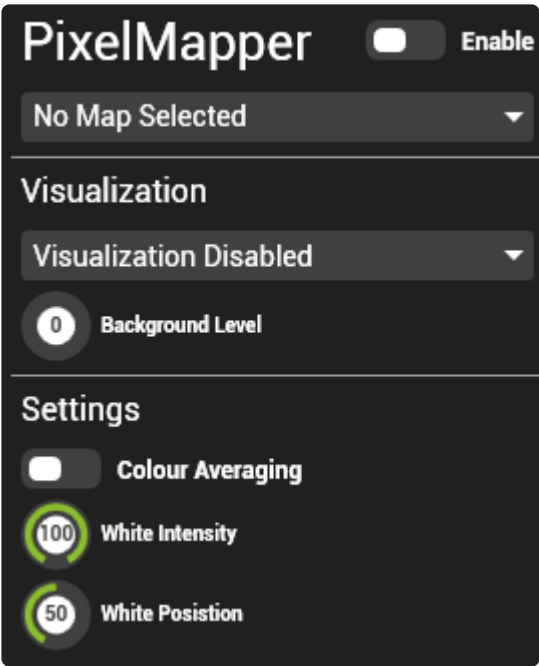 PixelMapper Enable
No Map Selected
Visualization
Visualization Disabled
0 Background Level
Settings
Colour Averaging
100 White Intensity
50 White Posistion